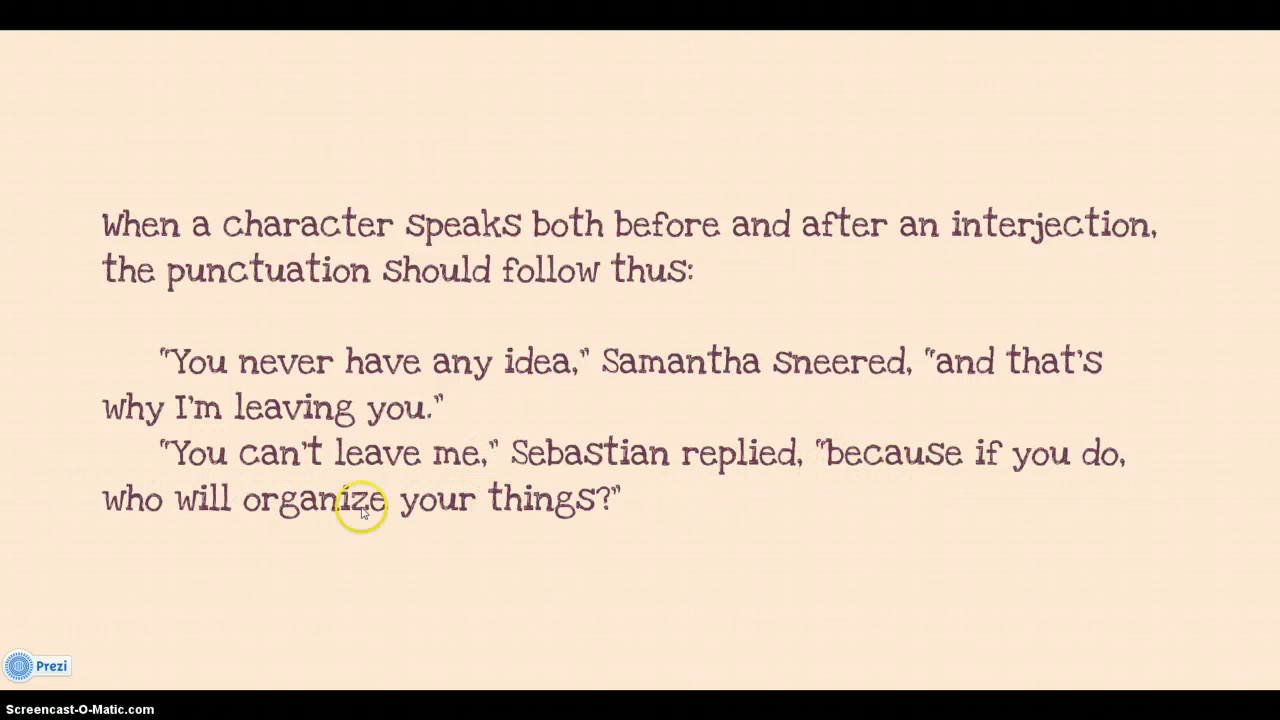 When a character speaks both before and after an interjection,
the punctuation should follow thus:
"You never have any idea," Samantha sneered, "and that's
why I'm leaving you."
"You can't leave me," Sebastian replied, "because if you do,
who will organize your things?"
Prezi
Screencast-O-Matic.com